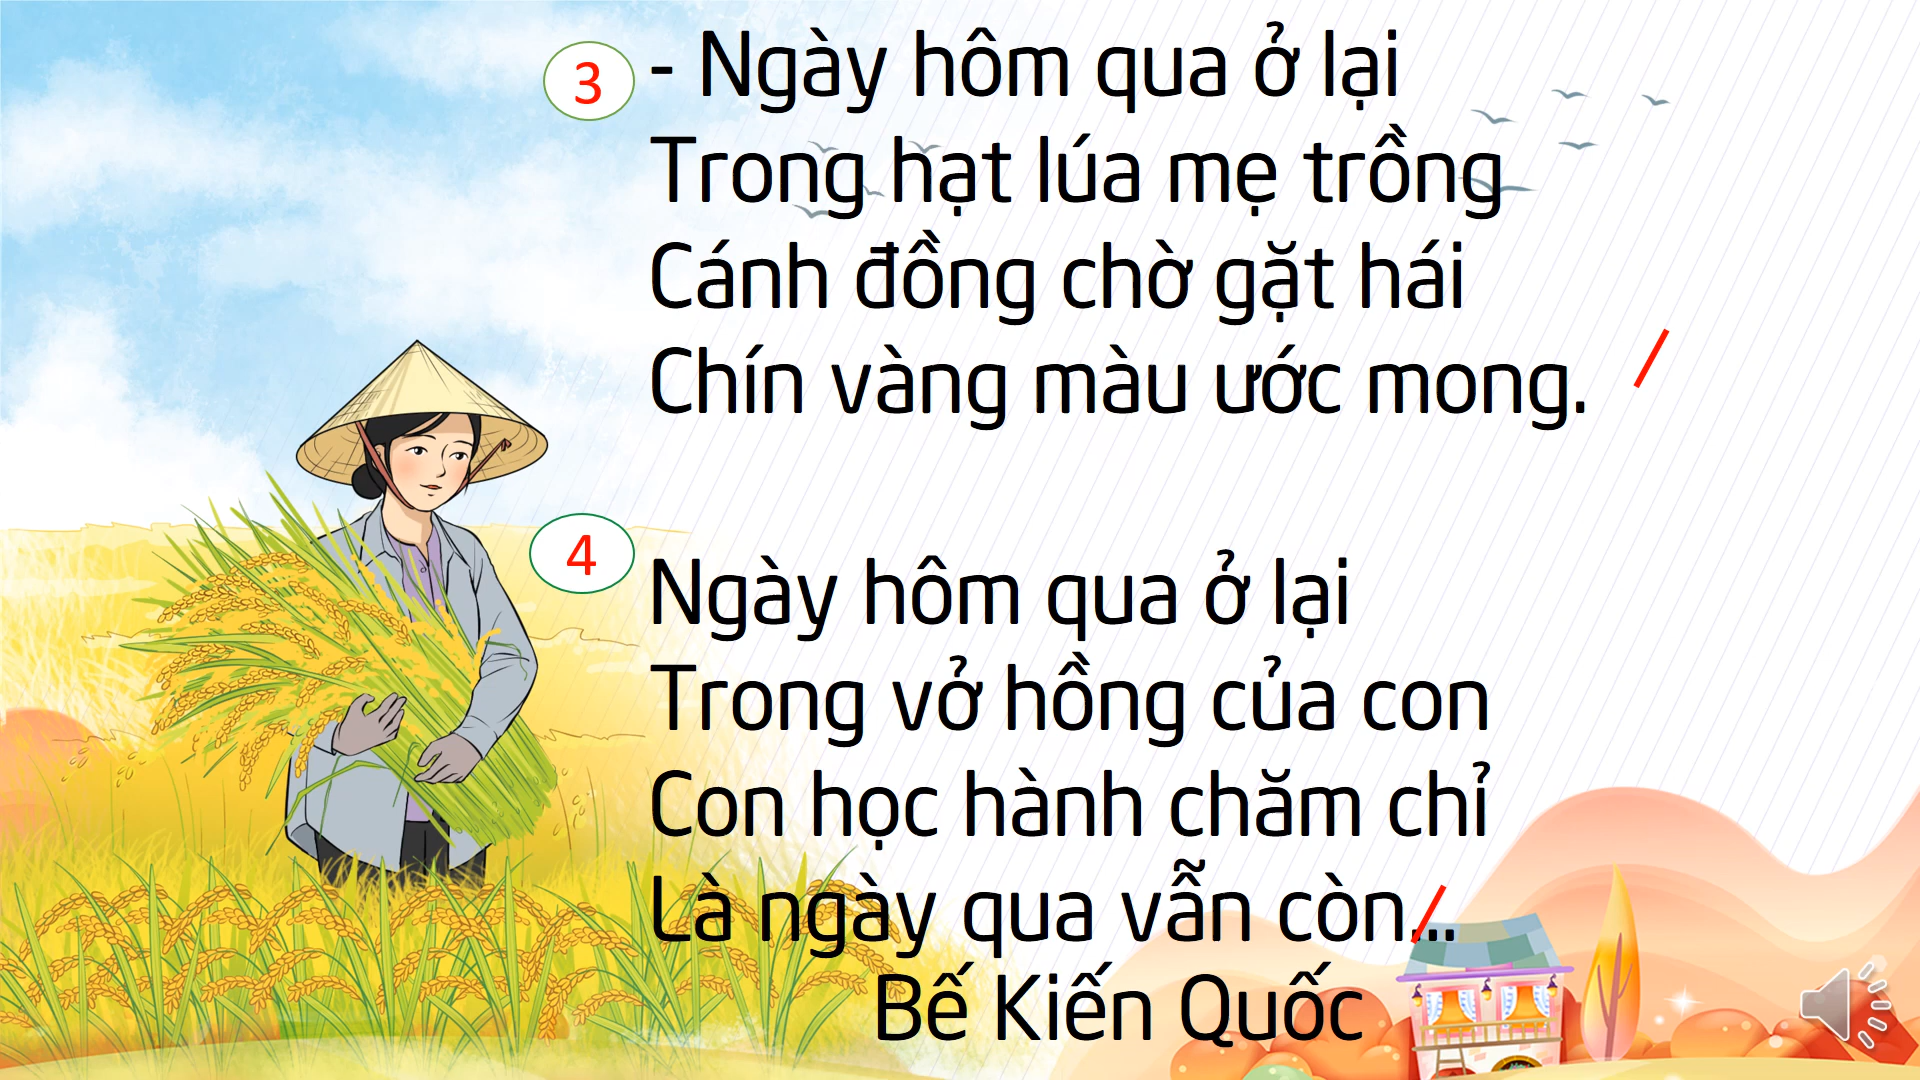 3
- Ngày hôm qua ở lại
Trong hạt lúa mẹ trồng
Cánh đồng chờ gặt hái
Chín vàng màu ước mong.
4
Ngày hôm qua ở lại
Trong vở hồng của con
Con học hành chăm chỉ
Là ngày qua vẫn còn...
Bế Kiến Quốc